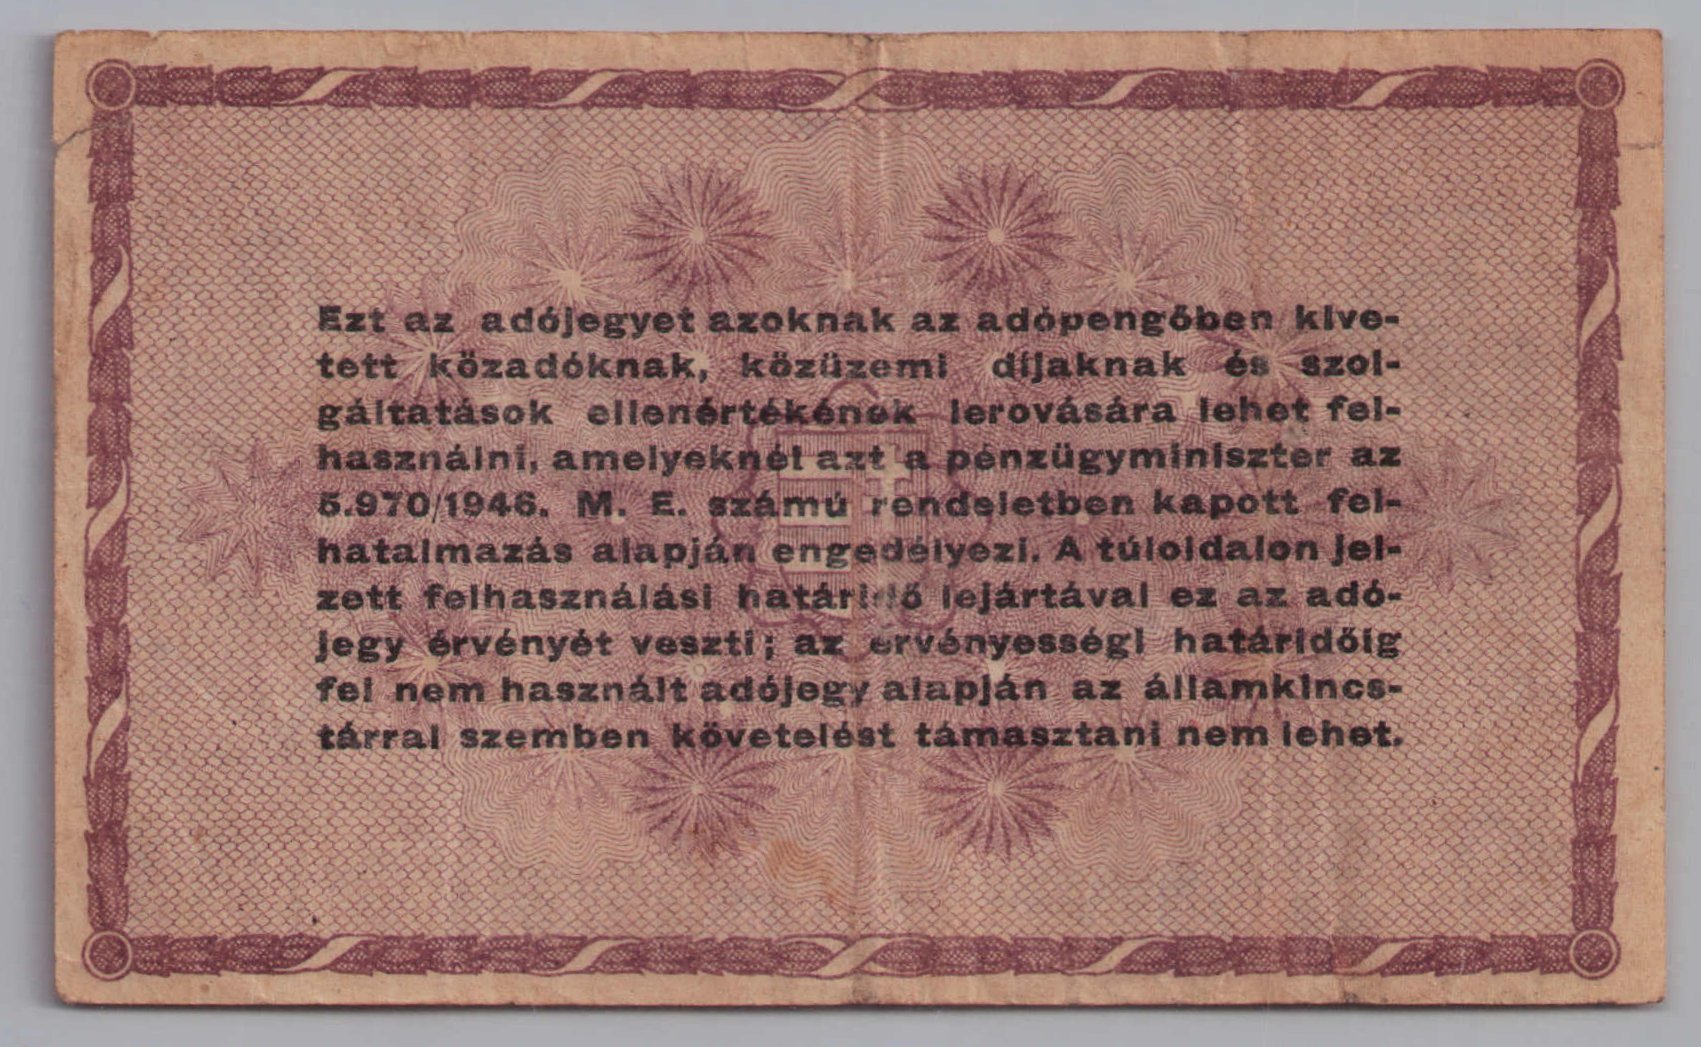 Ezt az adójegyet azoknak az adópengőben kive-
tett közadóknak, közüzemi díjaknak és szol-
gáltatások ellenértékének lerovására lehet fel-
használni, amelyeknél azt a pénzügyminiszter az
5.970/1946. M. E. számú rendeletben kapott fel-
hatalmazás alapján engedélyezi. A túloldalon jel-
zett felhasználási határidő lejártával ez az adó-
jegy érvényét veszti; az érvényességi határidőig
fel nem használt adójegy alapján az államkincs-
tárral szemben követelést támasztani nem lehet.